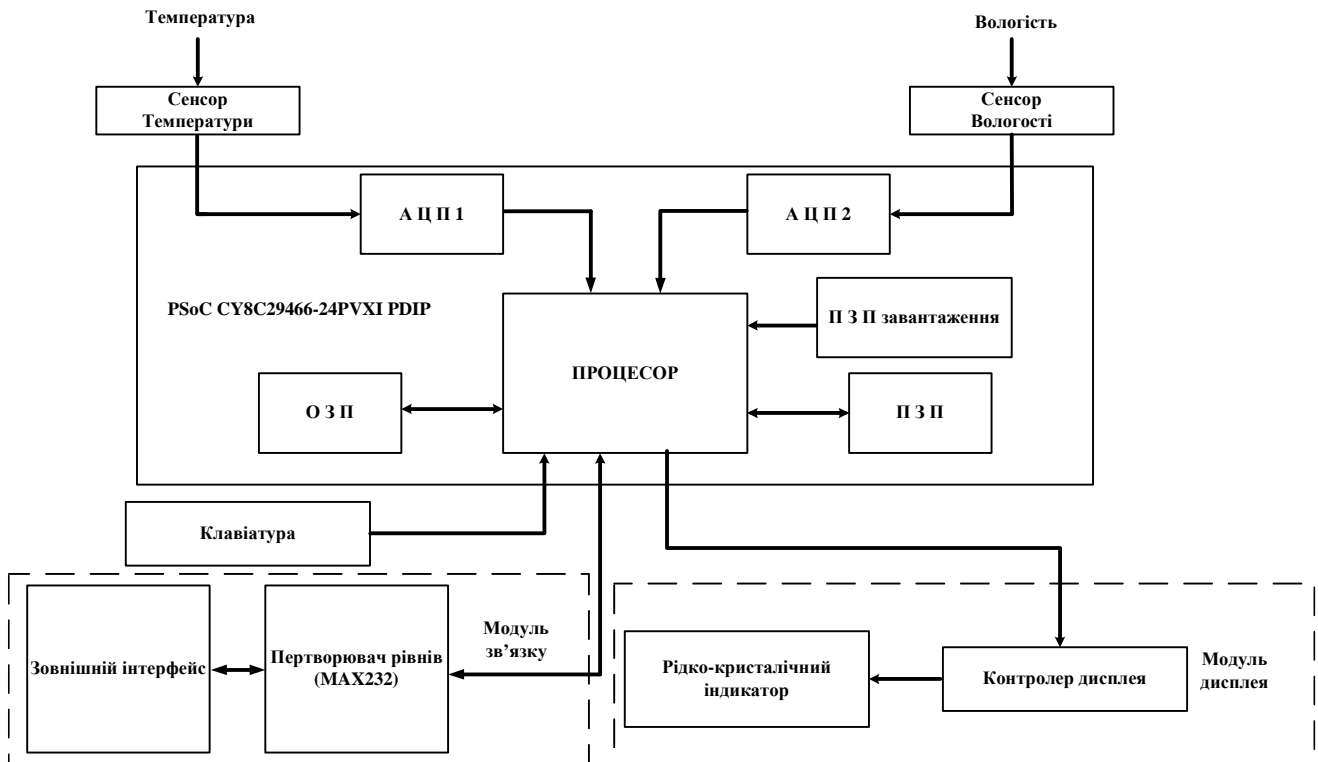 Температура
Вологість
Сенсор
Температури
Сенсор
Вологості
А Ц П 1
А Ц П 2
PSoC CY8C29466-24PVXI PDIP
П З П завантаження
ПРОЦЕСОР
О З П
П З П
Клавіатура
Модуль
зв’язку
Зовнішній інтерфейс
Пертворювач рівнів
(MAX232)
Рідко-кристалічний
індикатор
Контролер дисплея
Модуль
дисплея